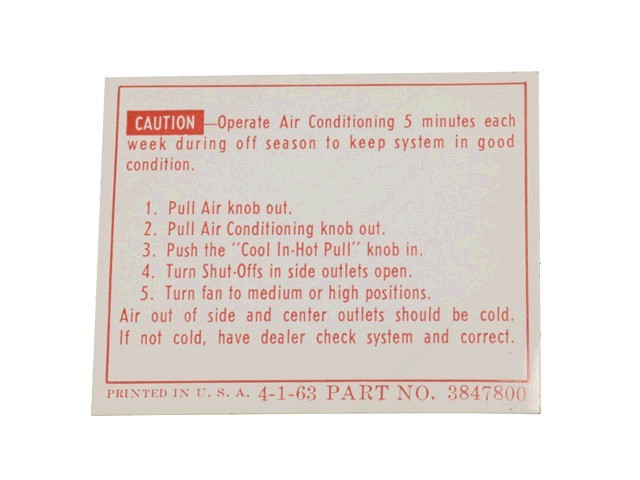 CAUTION—Operate Air Conditioning 5 minutes each
week during off season to keep system in good
condition.
1. Pull Air knob out.
2. Pull Air Conditioning knob out.
3. Push the "Cool In-Hot Pull" knob in.
4. Turn Shut-Offs in side outlets open.
5. Turn fan to medium or high positions.
Air out of side and center outlets should be cold.
If not cold, have dealer check system and correct.
PRINTED IN U. S. A. 4-1-63 PART NO. 3847800